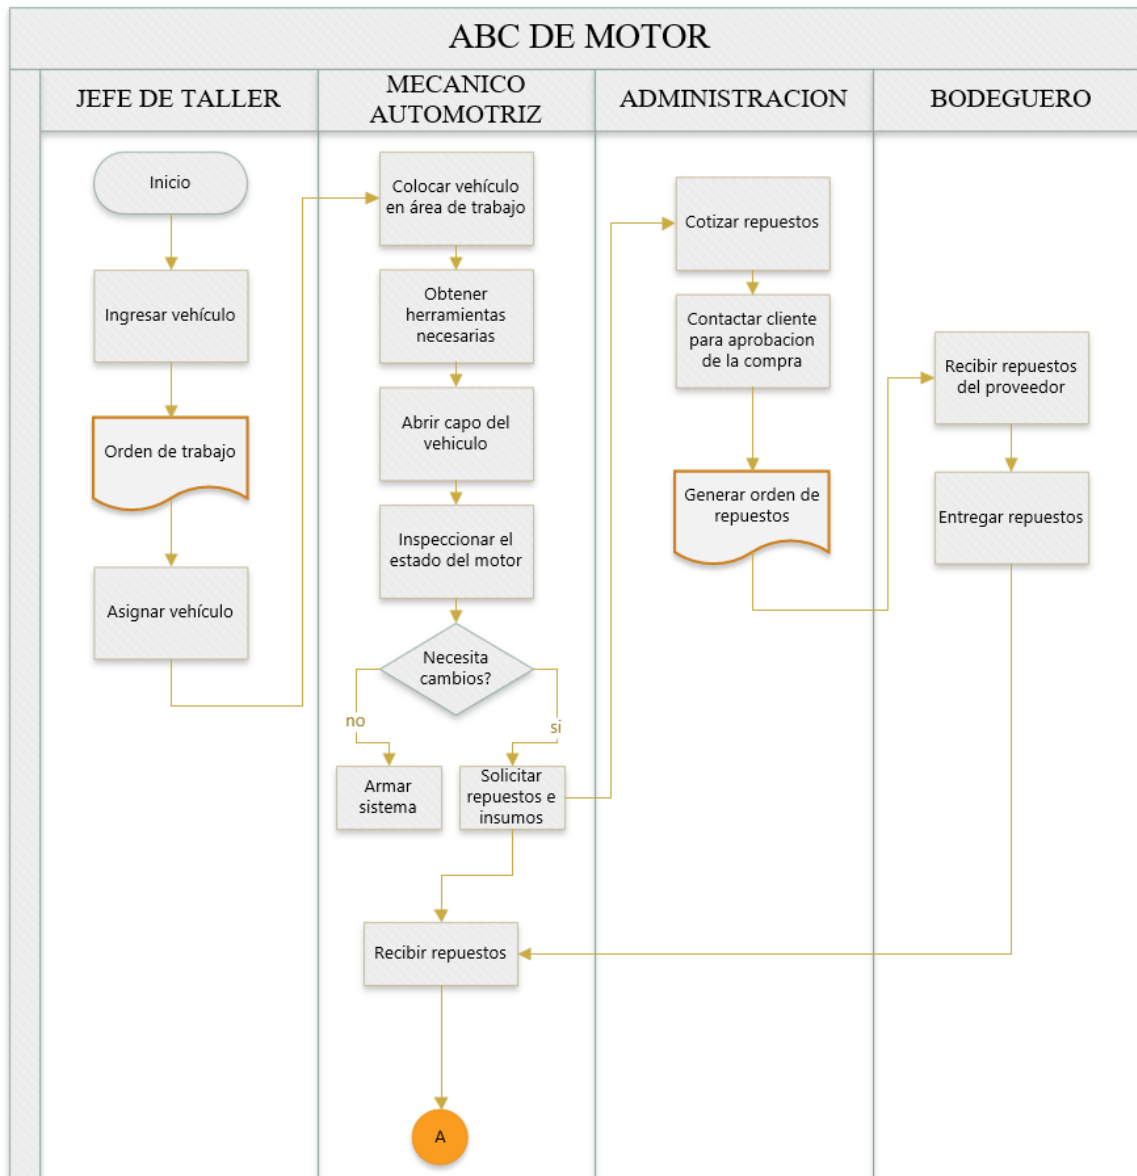 ABC DE MOTOR
JEFE DE TALLER
MECANICO
AUTOMOTRIZ
ADMINISTRACION
BODEGUERO
Inicio
Ingresar vehículo
Orden de trabajo
Asignar vehículo
Colocar vehículo
en área de trabajo
Obtener
herramientas
necesarias
Abrir capo del
vehiculo
Inspeccionar el
estado del motor
Necesita
cambios?
no
si
Armar
sistema
Solicitar
repuestos e
insumos
Recibir repuestos
A
Cotizar repuestos
Contactar cliente
para aprobacion
de la compra
Generar orden de
repuestos
Recibir repuestos
del proveedor
Entregar repuestos